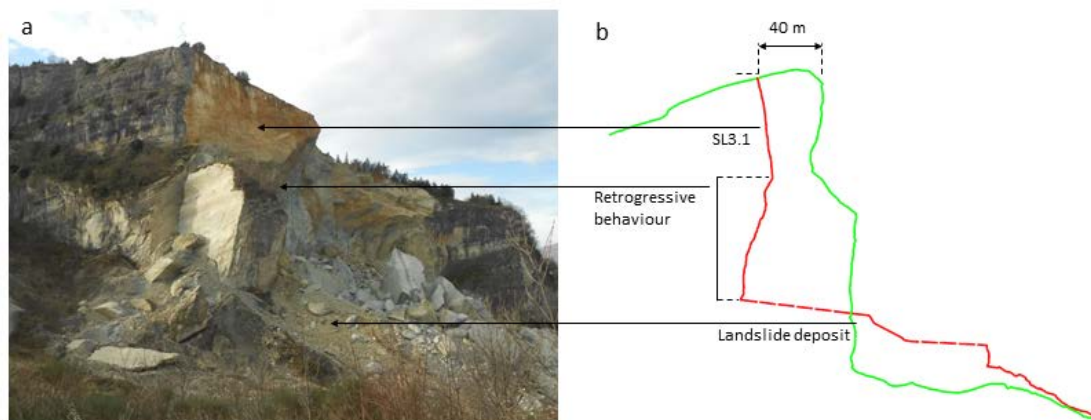 a
b
40 m
SL3.1
Retrogressive
behaviour
Landslide deposit